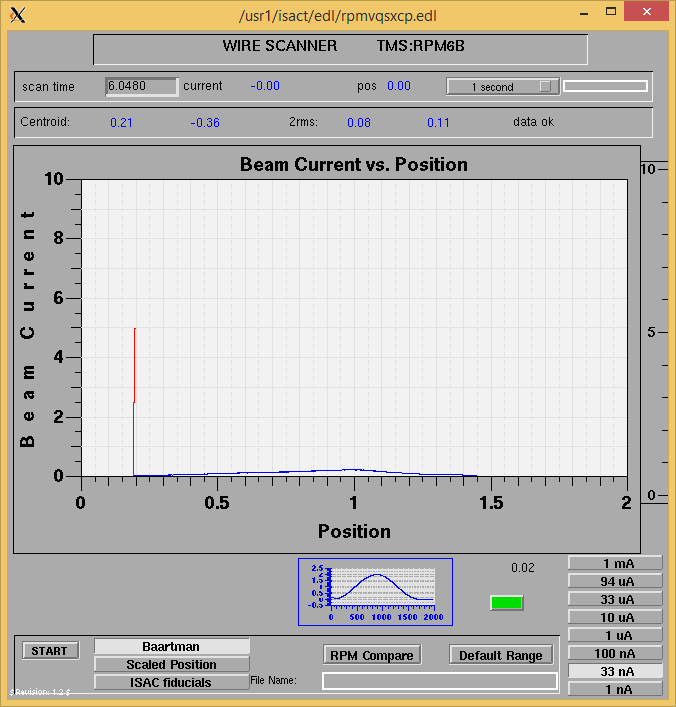 /usr1/isact/edl/rpmvqsxcp.edl
WIRE SCANNER TMS:RPM6B
scan time 6.0480 current -0.00 pos 0.00 1 second
Centroid: 0.21 -0.36 2rms: 0.08 0.11 data ok
Beam Current vs. Position
10
8
6
4
2
0
Beam Current
0 0.5 1 1.5 2
Position
10
5
0
2.5
1.5
0.5
-0.5
0 500 1000 1500 2000
0.02
1 mA
94 uA
33 uA
10 uA
1 uA
100 nA
33 nA
1 nA
START
Baartman
Scaled Position
ISAC fiducials
RPM Compare
Default Range
File Name:
$Revision: 1.2 $